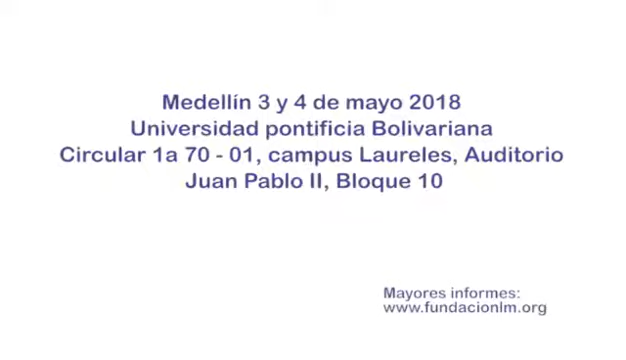 Medellín 3 y 4 de mayo 2018
Universidad pontificia Bolivariana
Circular 1a 70 - 01, campus Laureles, Auditorio
Juan Pablo II, Bloque 10
Mayores informes:
www.fundacionlm.org